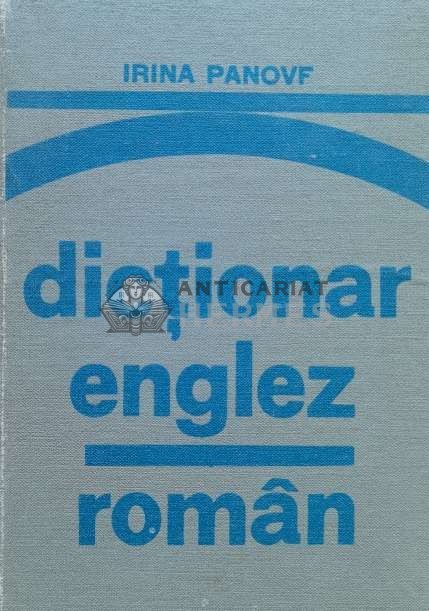 IRINA PANOVF
dicționar
ANTICARIAT
englez
român